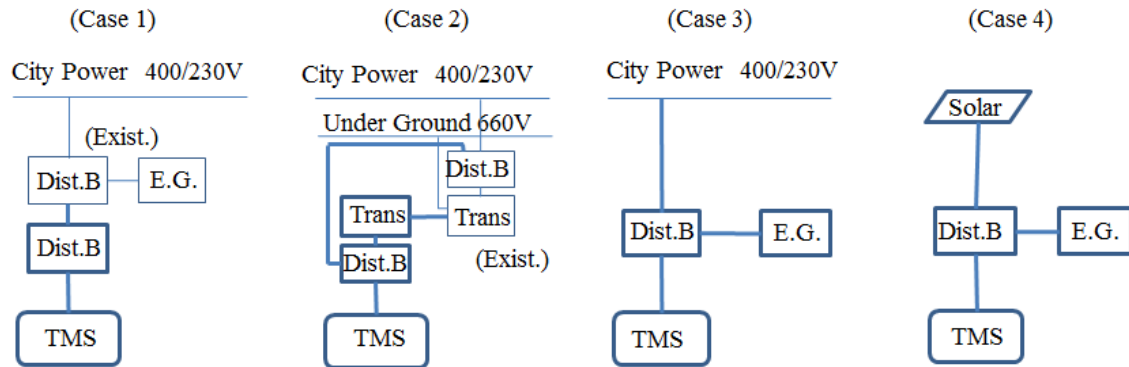 (Case 1)
City Power 400/230V
(Exist.)
Dist.B
E.G.
Dist.B
TMS
(Case 2)
City Power 400/230V
Under Ground 660V
Dist.B
Trans
Trans
(Exist.)
Dist.B
TMS
(Case 3)
City Power 400/230V
Dist.B
E.G.
TMS
(Case 4)
Solar
Dist.B
E.G.
TMS